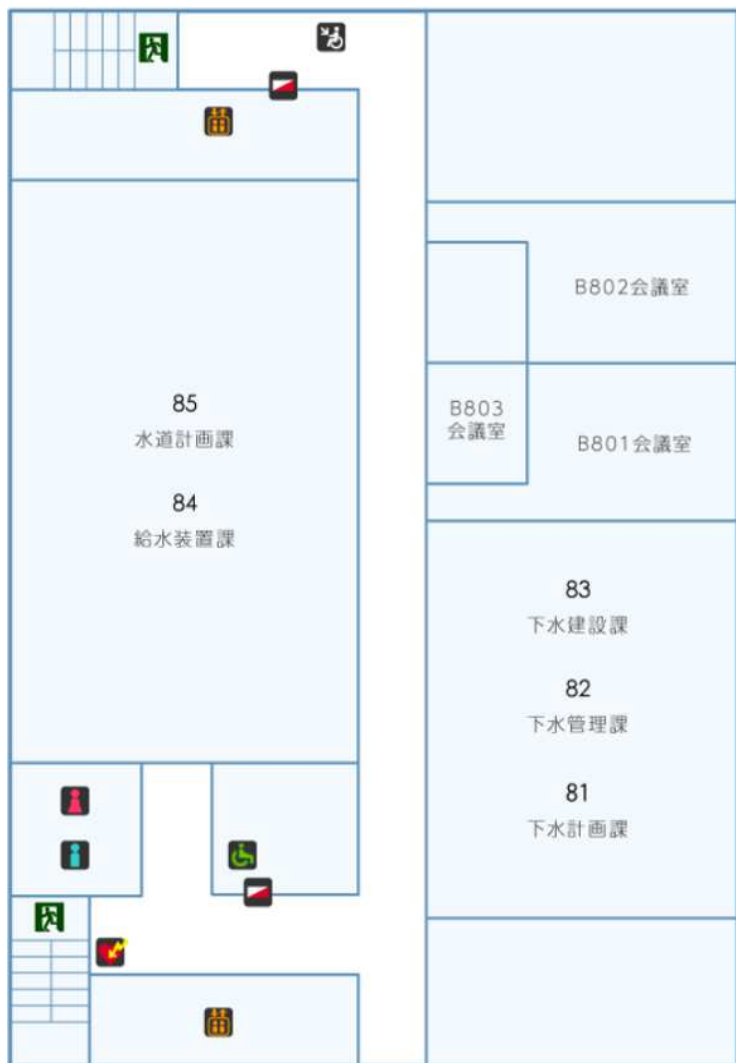 B802会議室
B803
会議室
B801会議室
85
水道計画課
84
給水装置課
83
下水建設課
82
下水管理課
81
下水計画課